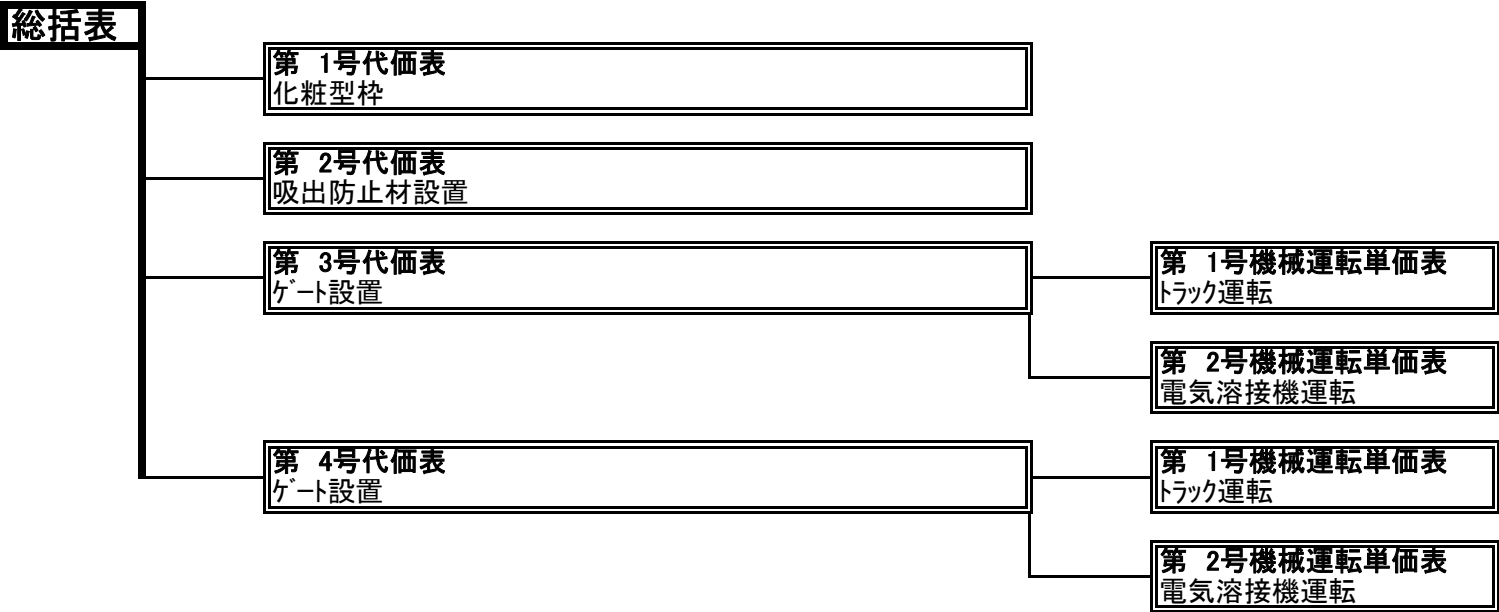 総括表
第 1号代価表
化粧型枠
第 2号代価表
吸出防止材設置
第 3号代価表
ｹﾞｰﾄ設置
第 1号機械運転単価表
ﾄﾗｯｸ運転
第 2号機械運転単価表
電気溶接機運転
第 4号代価表
ｹﾞｰﾄ設置
第 1号機械運転単価表
ﾄﾗｯｸ運転
第 2号機械運転単価表
電気溶接機運転